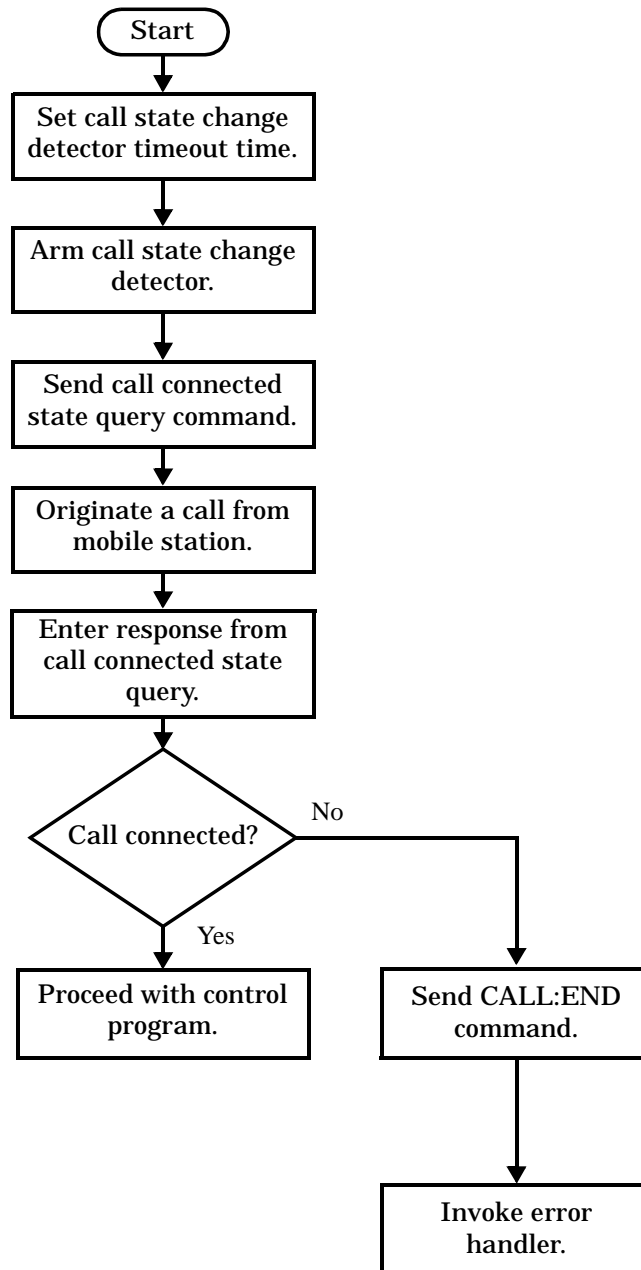 Start
Set call state change
detector timeout time.
Arm call state change
detector.
Send call connected
state query command.
Originate a call from
mobile station.
Enter response from
call connected state
query.
Call connected?
No
Yes
Proceed with control
program.
Send CALL:END
command.
Invoke error
handler.